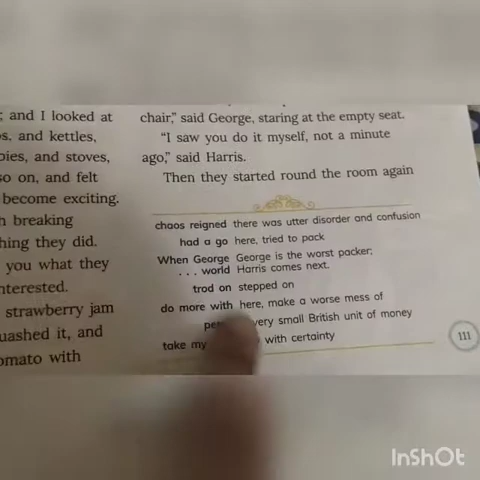 ; and I looked at
s, and kettles,
pies, and stoves,
so on, and felt
become exciting.
h breaking
hing they did.
you what they
nterested.
strawberry jam
uashed it, and
omato with
chair," said George, staring at the empty seat.
"I saw you do it myself, not a minute
ago," said Harris.
Then they started round the room again
chaos reigned there was utter disorder and confusion
had a go here, tried to pack
When George George is the worst packer;
. . . world Harris comes next.
trod on stepped on
do more with here, make a worse mess of
very small British unit of money
take my with certainty
111
InShOt